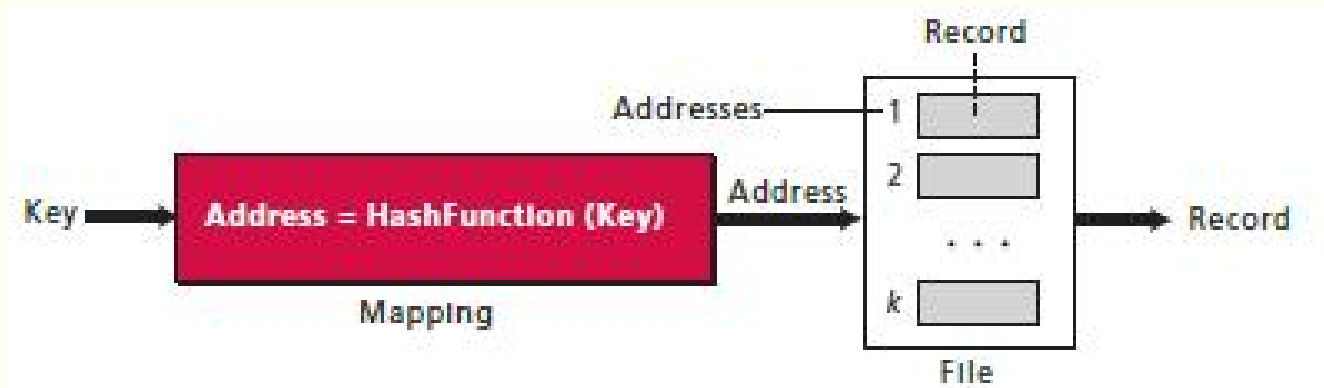 Record
Addresses
1
Key
Address = HashFunction (Key)
Address
2
. . .
Record
k
Mapping
File